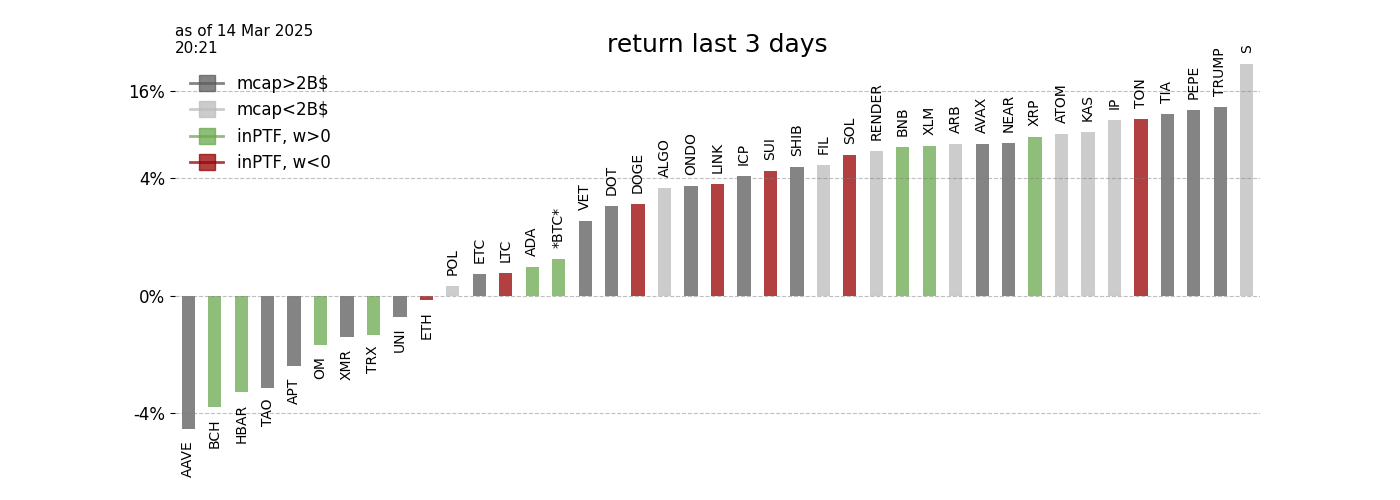 as of 14 Mar 2025
20:21
return last 3 days
mcap>2B$
mcap<2B$
inPTF, w>0
inPTF, w<0
16%
4%
0%
-4%
AAVE
BCH
HBAR
TAO
APT
OM
XMR
TRX
UNI
ETH
POL
ETC
LTC
ADA
*BTC*
VET
DOT
DOGE
ALGO
ONDO
LINK
ICP
SUI
SHIB
FIL
SOL
RENDER
BNB
XLM
ARB
AVAX
NEAR
XRP
ATOM
KAS
IP
TON
TIA
PEPE
TRUMP
S